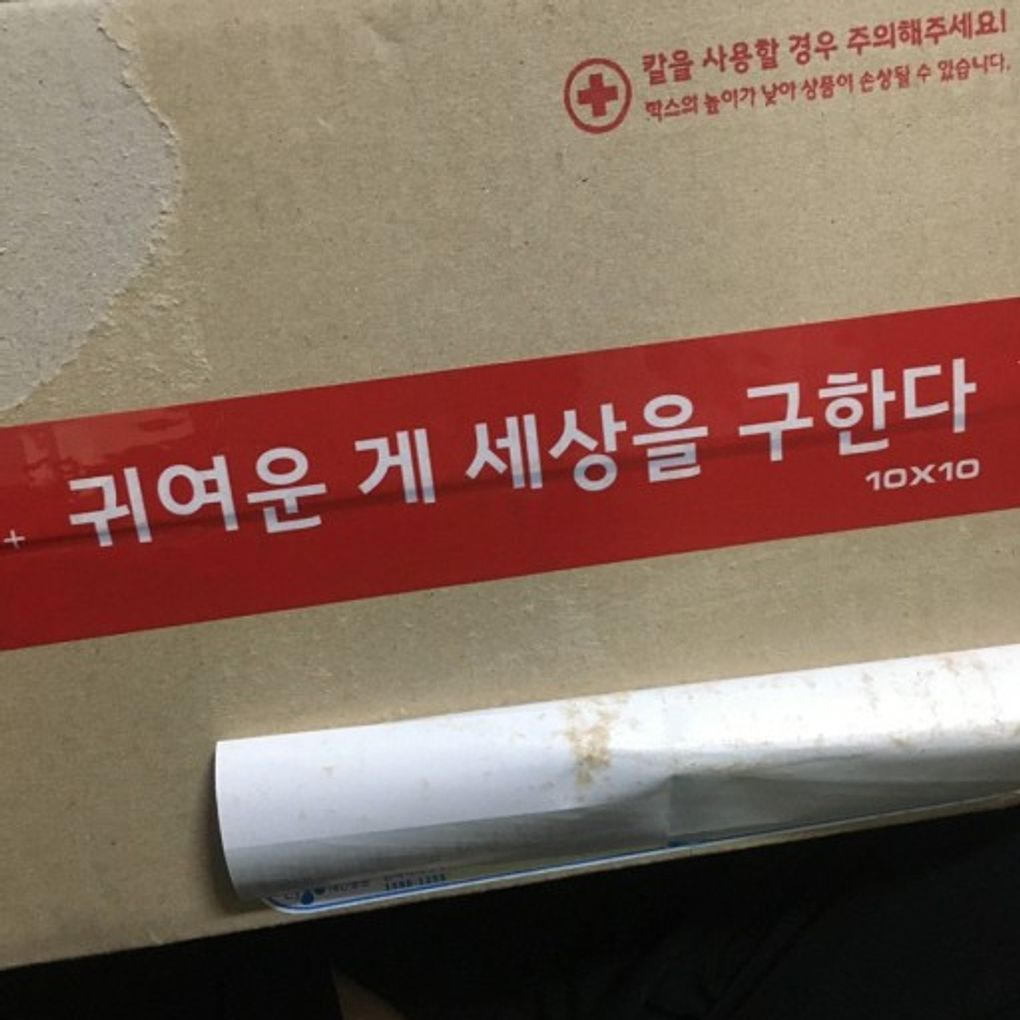 칼을 사용할 경우 주의해주세요!
박스의 높이가 낮아 상품이 손상될 수 있습니다.
귀여운 게 세상을 구한다
10X10